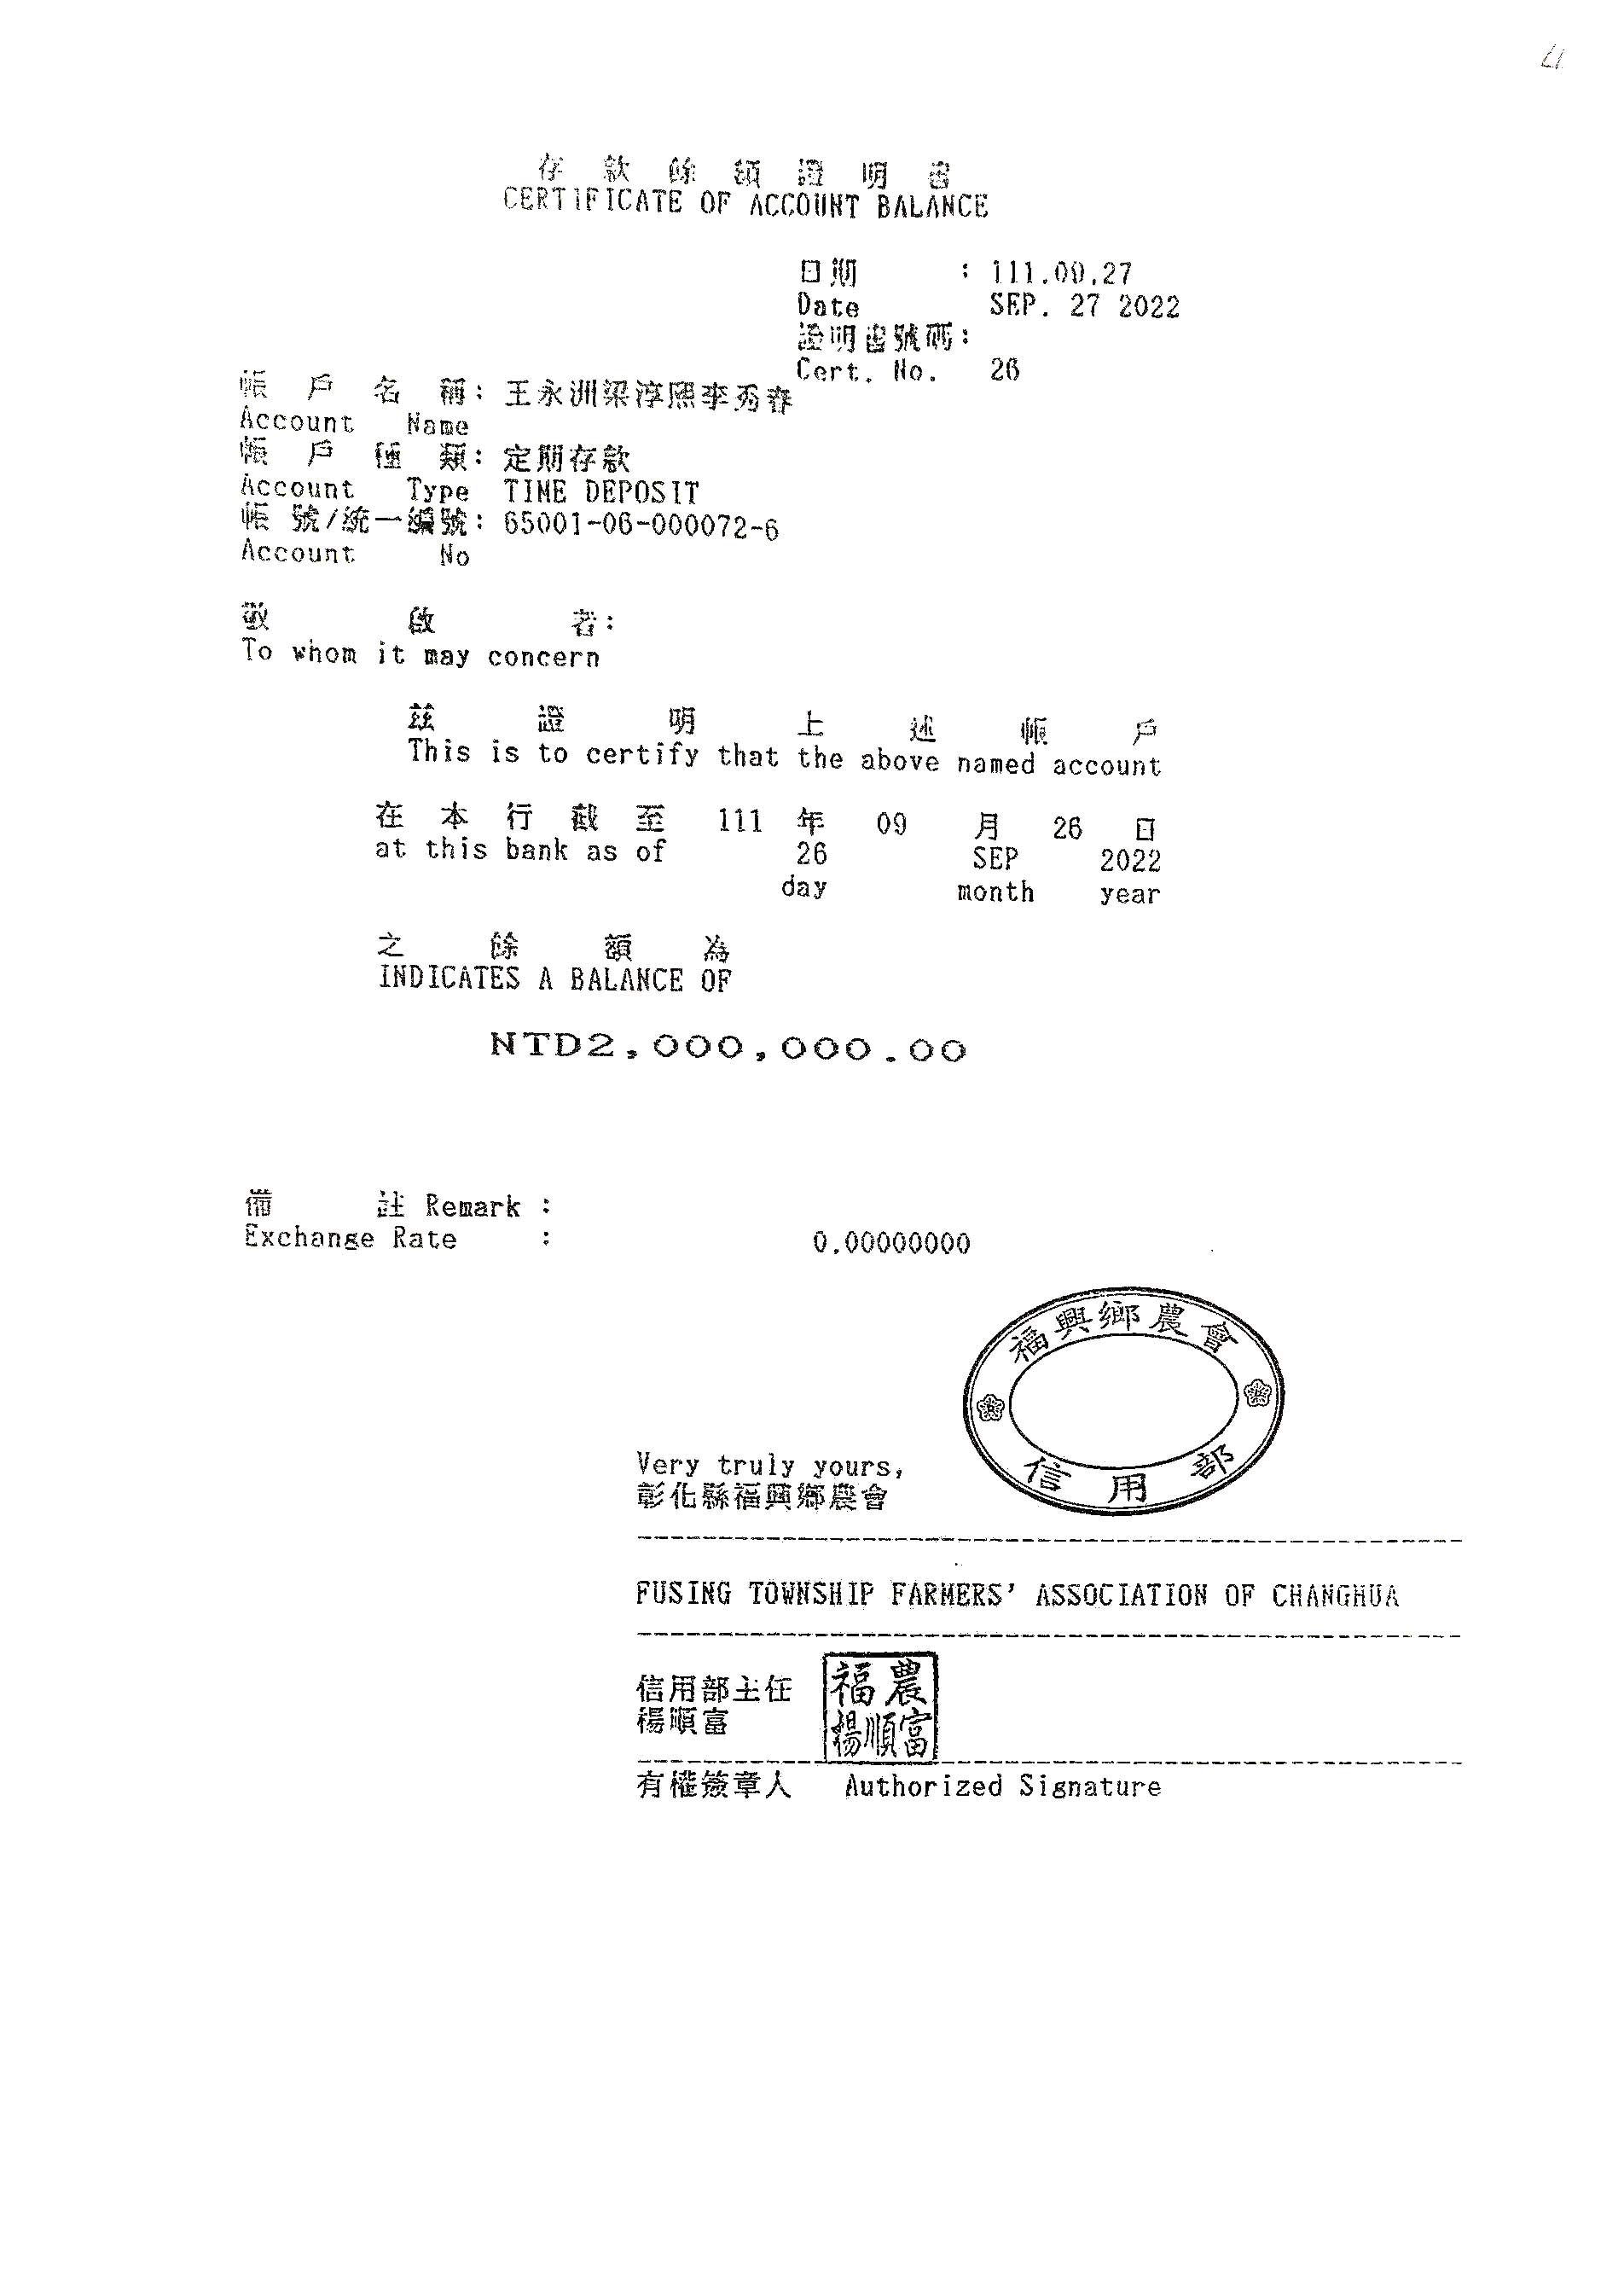 存款餘額證明書
CERTIFICATE OF ACCOUNT BALANCE
日期 : 111.09.27
Date SEP. 27 2022
證明書號碼:
Cert. No. 26
帳戶名稱: 王永洲梁淳熙李秀春
Account Name
帳戶種類: 定期存款
Account Type TIME DEPOSIT
帳號/統一編號: 65001-06-000072-6
Account No
敬啟者:
To whom it may concern
茲證明上述帳戶
This is to certify that the above named account
在本行截至 111 年 09 月 26 日
at this bank as of 26 SEP 2022
day month year
之餘額為
INDICATES A BALANCE OF
NTD2,000,000.00
備註 Remark :
Exchange Rate : 0.00000000
福興鄉農會
信用部
Very truly yours,
彰化縣福興鄉農會
FUSING TOWNSHIP FARMERS' ASSOCIATION OF CHANGHUA
信用部主任
楊順富
福農
楊順富
有權簽章人 Authorized Signature